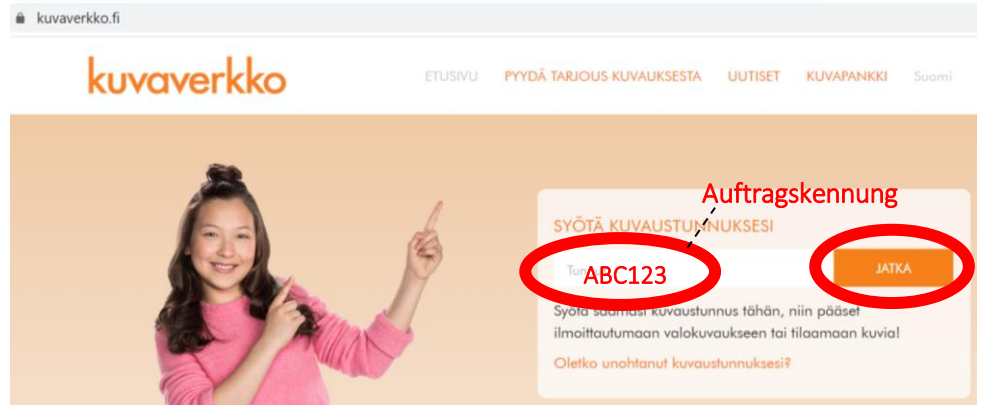 kuvaverkko.fi
kuvaverkko
ETUSIVU PYYDÄ TARJOUS KUVAUKSESTA UUTISET KUVAPANKKI Suomi
Auftragskennung
SYÖTÄ KUVAUSTUNNUKSESI
ABC123
JATKA
Syötä saamasi kuvaustunnus tähän, niin pääset
ilmoittautumaan valokuvaukseen tai tilaamaan kuvia!
Oletko unohtanut kuvaustunnuksesi?